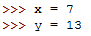 >>> x = 7
>>> y = 13